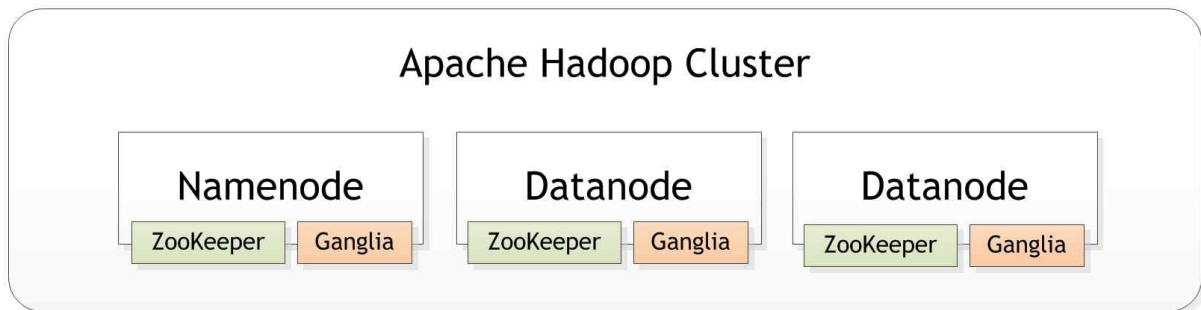 Apache Hadoop Cluster
Namenode
ZooKeeper
Ganglia
Datanode
ZooKeeper
Ganglia
Datanode
ZooKeeper
Ganglia